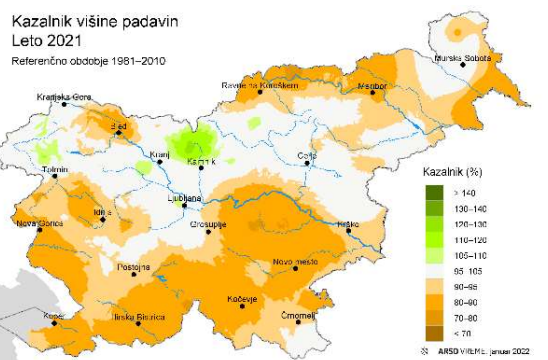 Kazalnik višine padavin
Leto 2021
Referenčno obdobje 1981–2010
Murska Sobota
Ravne na Koroškem
Maribor
Kranjska Gora
Bled
Kranj
Kamnik
Celje
Tolmin
Ljubljana
Idrija
Nova Gorica
Grosuplje
Krško
Postojna
Novo mesto
Kočevje
Koper
Ilirska Bistrica
Črnomelj
Kazalnik (%)
> 140
130–140
120–130
110–120
105–110
95–105
90–95
80–90
70–80
< 70
ARSO VREME, januar 2022